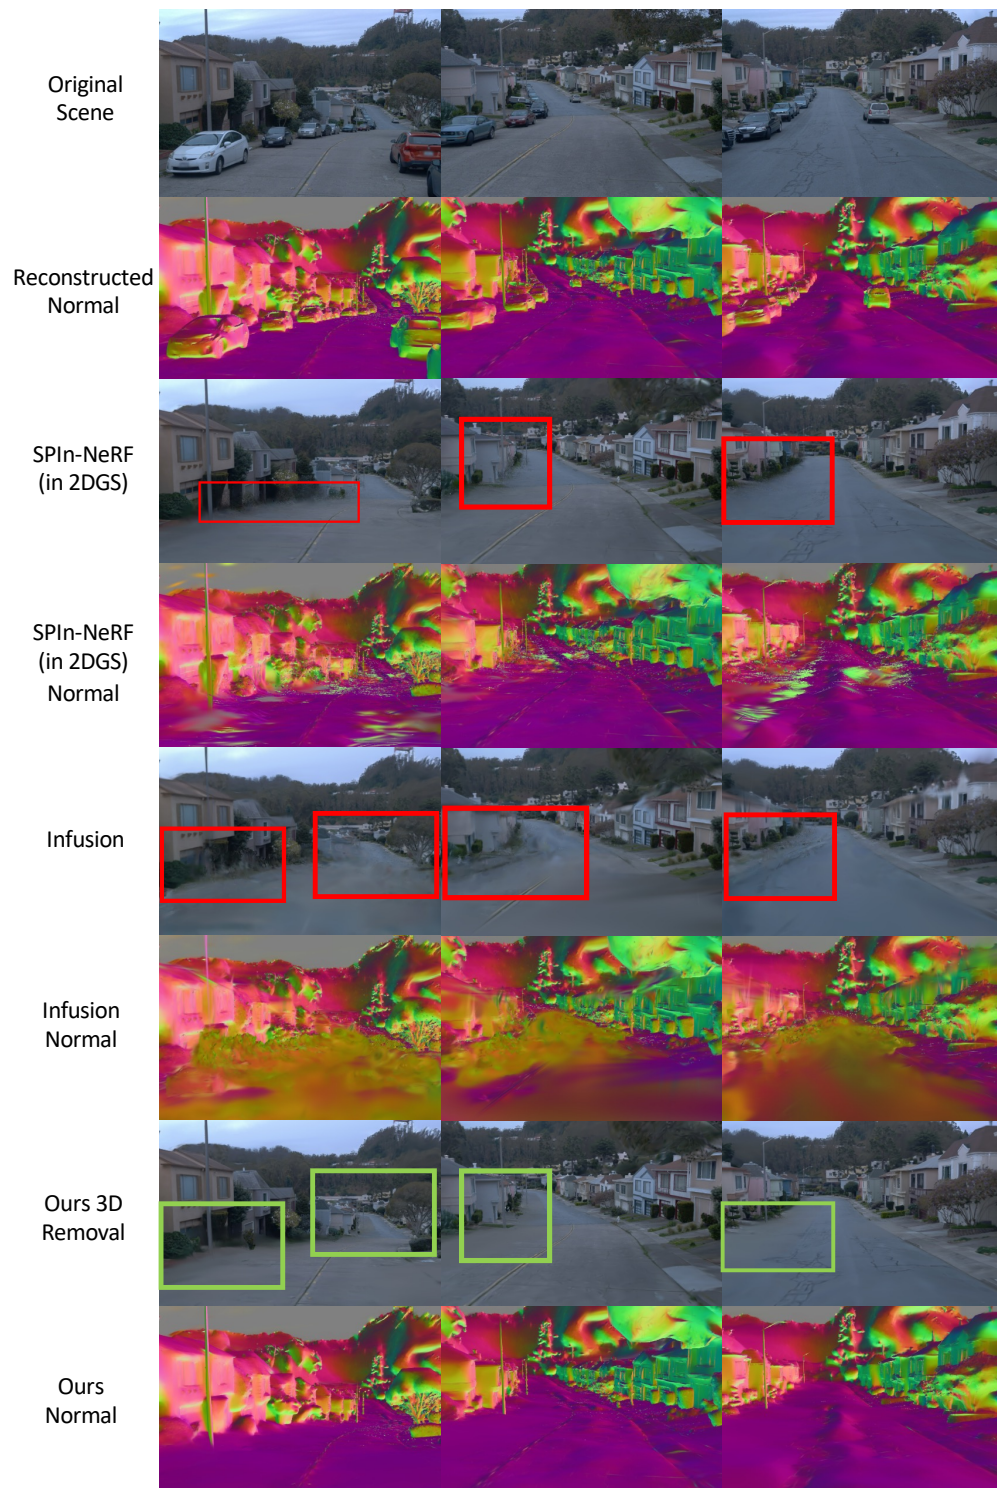 Original
Scene
Reconstructed
Normal
SPIn-NeRF
(in 2DGS)
SPIn-NeRF
(in 2DGS)
Normal
Infusion
Infusion
Normal
Ours 3D
Removal
Ours
Normal